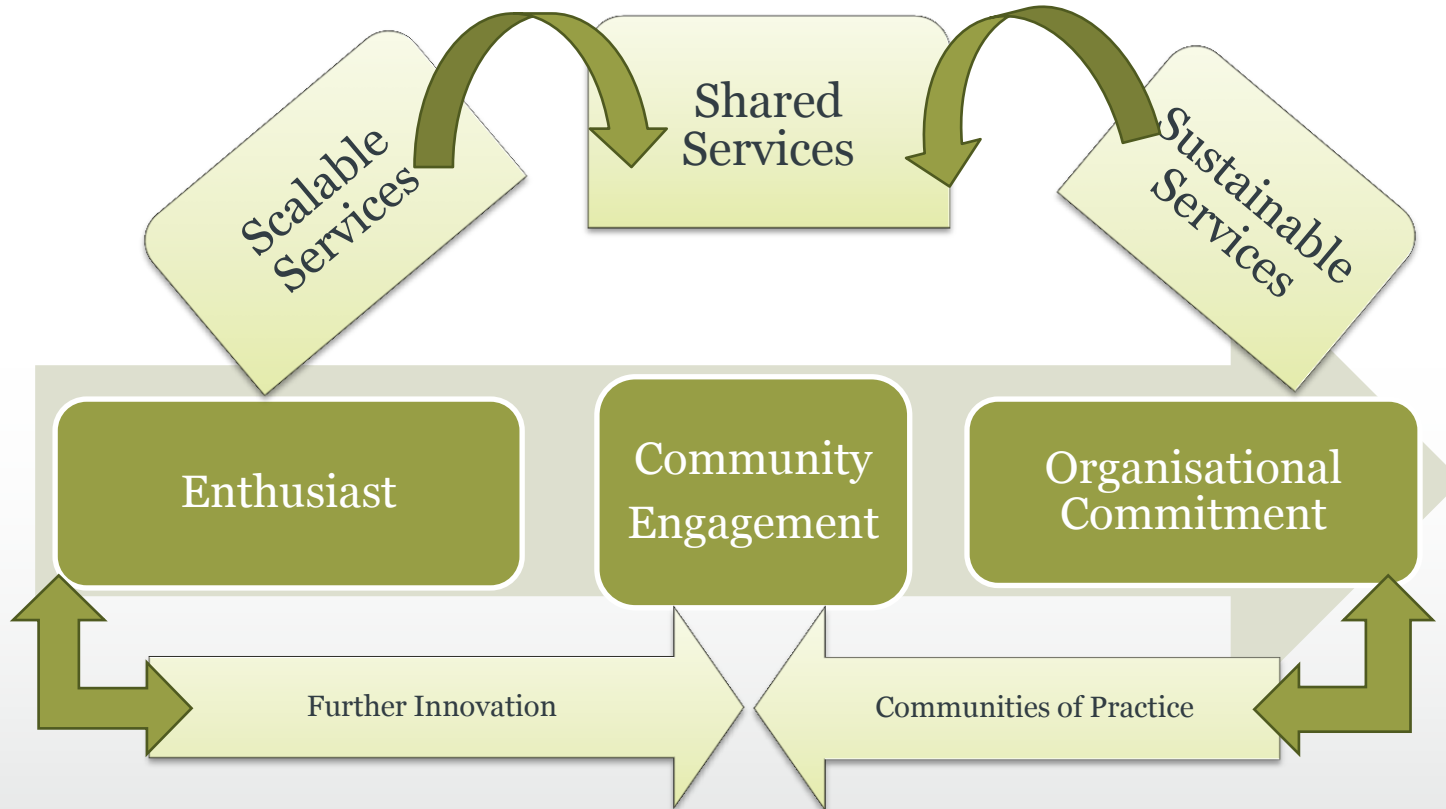 Scalable
Services
Shared
Services
Sustainable
Services
Enthusiast
Community
Engagement
Organisational
Commitment
Further Innovation
Communities of Practice